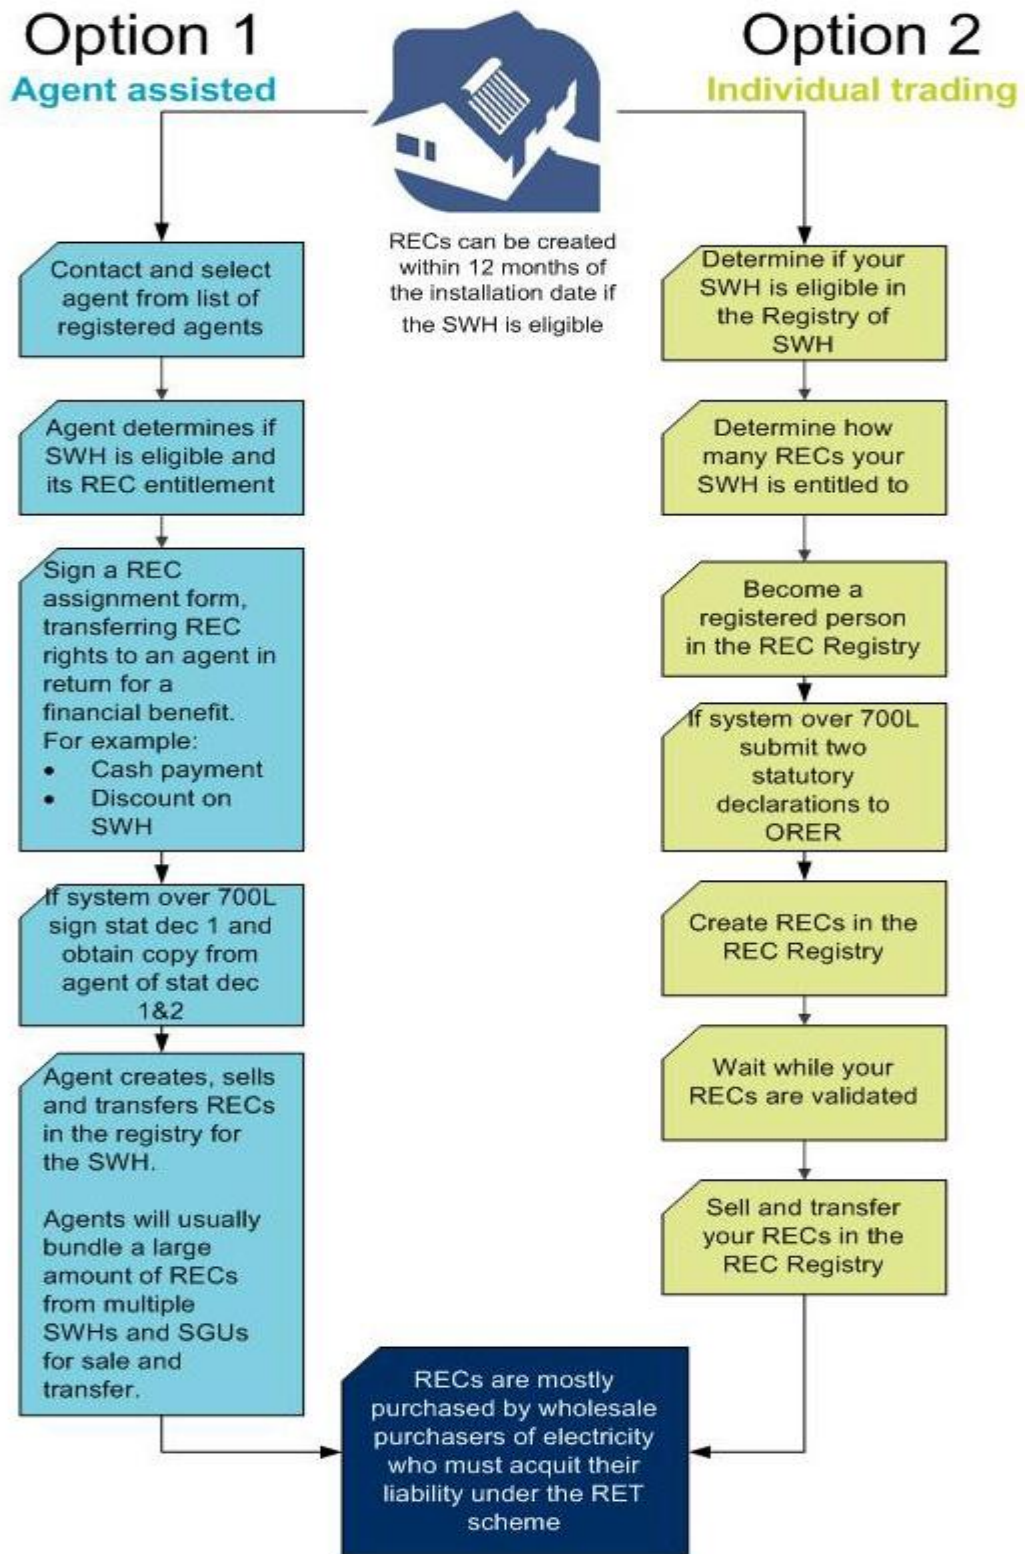 Option 1
Agent assisted
Option 2
Individual trading
RECs can be created
within 12 months of
the installation date if
the SWH is eligible
Contact and select
agent from list of
registered agents
Agent determines if
SWH is eligible and
its REC entitlement
Sign a REC
assignment form,
transferring REC
rights to an agent in
return for a
financial benefit.
For example:
• Cash payment
• Discount on
SWH
If system over 700L
sign stat dec 1 and
obtain copy from
agent of stat dec
1&2
Agent creates, sells
and transfers RECs
in the registry for
the SWH.
Agents will usually
bundle a large
amount of RECs
from multiple
SWHs and SGUs
for sale and
transfer.
Determine if your
SWH is eligible in
the Registry of
SWH
Determine how
many RECs your
SWH is entitled to
Become a
registered person
in the REC Registry
If system over 700L
submit two
statutory
declarations to
ORER
Create RECs in the
REC Registry
Wait while your
RECs are validated
Sell and transfer
your RECs in the
REC Registry
RECs are mostly
purchased by wholesale
purchasers of electricity
who must acquit their
liability under the RET
scheme